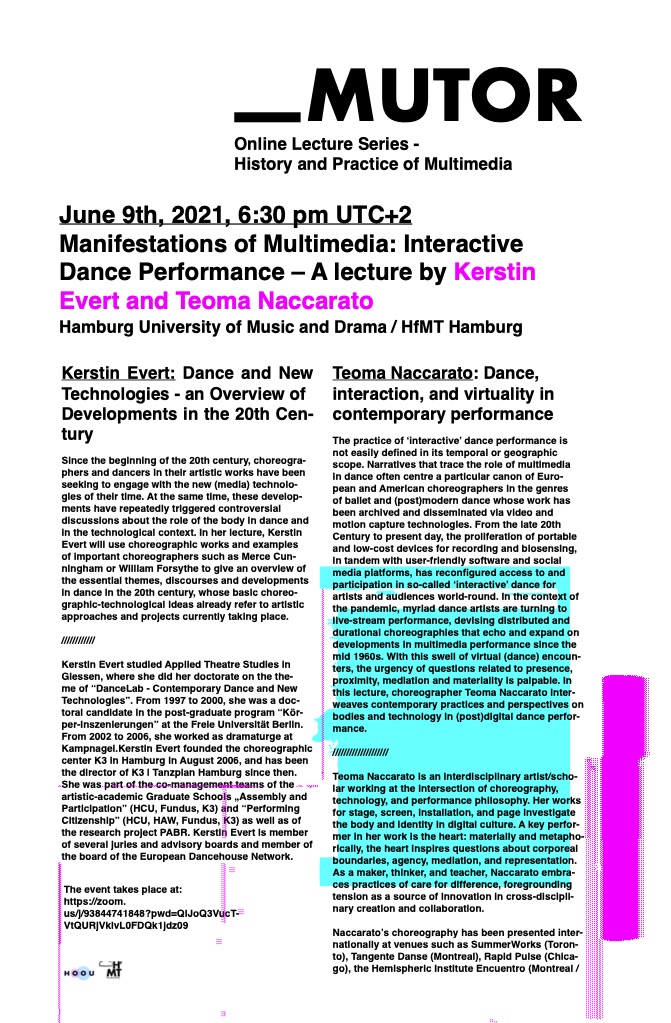 _MUTOR
Online Lecture Series -
History and Practice of Multimedia
June 9th, 2021, 6:30 pm UTC+2
Manifestations of Multimedia: Interactive
Dance Performance – A lecture by Kerstin
Evert and Teoma Naccarato
Hamburg University of Music and Drama / HfMT Hamburg
Kerstin Evert: Dance and New
Technologies - an Overview of
Developments in the 20th Cen-
tury
Since the beginning of the 20th century, choreogra-
phers and dancers in their artistic works have been
seeking to engage with the new (media) technolo-
gies of their time. At the same time, these develop-
ments have repeatedly triggered controversial
discussions about the role of the body in dance and
in the technological context. In her lecture, Kerstin
Evert will use choreographic works and examples
of important choreographers such as Merce Cun-
ningham or William Forsythe to give an overview of
the essential themes, discourses and developments
in dance in the 20th century, whose basic choreo-
graphic-technological ideas already refer to artistic
approaches and projects currently taking place.
///////////
Kerstin Evert studied Applied Theatre Studies in
Giessen, where she did her doctorate on the the-
me of “DanceLab - Contemporary Dance and New
Technologies”. From 1997 to 2000, she was a doc-
toral candidate in the post-graduate program “Kör-
per-Inszenierungen” at the Freie Universität Berlin.
From 2002 to 2006, she worked as dramaturge at
Kampnagel.Kerstin Evert founded the choreographic
center K3 in Hamburg in August 2006, and has been
the director of K3 I Tanzplan Hamburg since then.
She was part of the co-management teams of the
artistic-academic Graduate Schools „Assembly and
Participation” (HCU, Fundus, K3) and “Performing
Citizenship” (HCU, HAW, Fundus, K3) as well as of
the research project PABR. Kerstin Evert is member
of several juries and advisory boards and member of
the board of the European Dancehouse Network.
The event takes place at:
https://zoom.
us/j/93844741848?pwd=QlJoQ3VucT-
VtQURjVkIvL0FDQk1jdz09
HOOU
HfMT
Teoma Naccarato: Dance,
interaction, and virtuality in
contemporary performance
The practice of ‘interactive’ dance performance is
not easily defined in its temporal or geographic
scope. Narratives that trace the role of multimedia
in dance often centre a particular canon of Euro-
pean and American choreographers in the genres
of ballet and (post)modern dance whose work has
been archived and disseminated via video and
motion capture technologies. From the late 20th
Century to present day, the proliferation of portable
and low-cost devices for recording and biosensing,
in tandem with user-friendly software and social
media platforms, has reconfigured access to and
participation in so-called ‘interactive’ dance for
artists and audiences world-round. In the context of
the pandemic, myriad dance artists are turning to
live-stream performance, devising distributed and
durational choreographies that echo and expand on
developments in multimedia performance since the
mid 1960s. With this swell of virtual (dance) encoun-
ters, the urgency of questions related to presence,
proximity, mediation and materiality is palpable. In
this lecture, choreographer Teoma Naccarato inter-
weaves contemporary practices and perspectives on
bodies and technology in (post)digital dance perfor-
mance.
//////////////////
Teoma Naccarato is an interdisciplinary artist/scho-
lar working at the intersection of choreography,
technology, and performance philosophy. Her works
for stage, screen, installation, and page investigate
the body and identity in digital culture. A key perfor-
mer in her work is the heart: materially and metapho-
rically, the heart inspires questions about corporeal
boundaries, agency, mediation, and representation.
As a maker, thinker, and teacher, Naccarato embra-
ces practices of care for difference, foregrounding
tension as a source of innovation in cross-discipli-
nary creation and collaboration.
Naccarato’s choreography has been presented inter-
nationally at venues such as SummerWorks (Toron-
to), Tangente Danse (Montreal), Rapid Pulse (Chica-
go), the Hemispheric Institute Encuentro (Montreal /